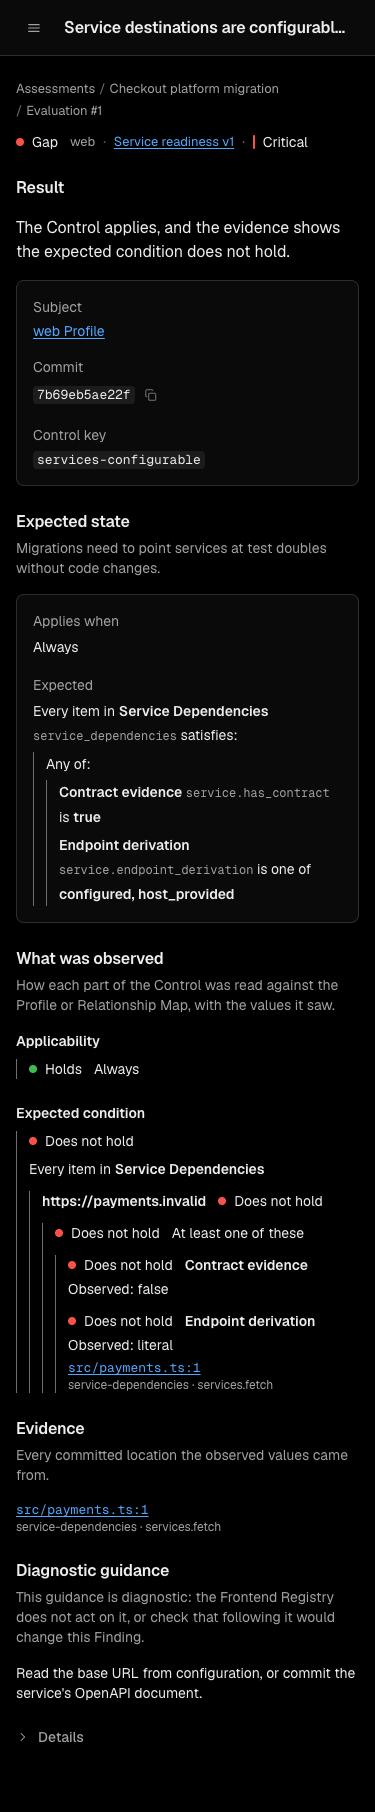 Service destinations are configurabl...
Assessments / Checkout platform migration
/ Evaluation #1
Gap web · Service readiness v1 · Critical
Result
The Control applies, and the evidence shows
the expected condition does not hold.
Subject
web Profile
Commit
7b69eb5ae22f
Control key
services-configurable
Expected state
Migrations need to point services at test doubles
without code changes.
Applies when
Always
Expected
Every item in Service Dependencies
service_dependencies satisfies:
Any of:
Contract evidence service.has_contract
is true
Endpoint derivation
service.endpoint_derivation is one of
configured, host_provided
What was observed
How each part of the Control was read against the
Profile or Relationship Map, with the values it saw.
Applicability
Holds Always
Expected condition
Does not hold
Every item in Service Dependencies
https://payments.invalid Does not hold
Does not hold At least one of these
Does not hold Contract evidence
Observed: false
Does not hold Endpoint derivation
Observed: literal
src/payments.ts:1
service-dependencies · services.fetch
Evidence
Every committed location the observed values came
from.
src/payments.ts:1
service-dependencies · services.fetch
Diagnostic guidance
This guidance is diagnostic: the Frontend Registry
does not act on it, or check that following it would
change this Finding.
Read the base URL from configuration, or commit the
service's OpenAPI document.
Details